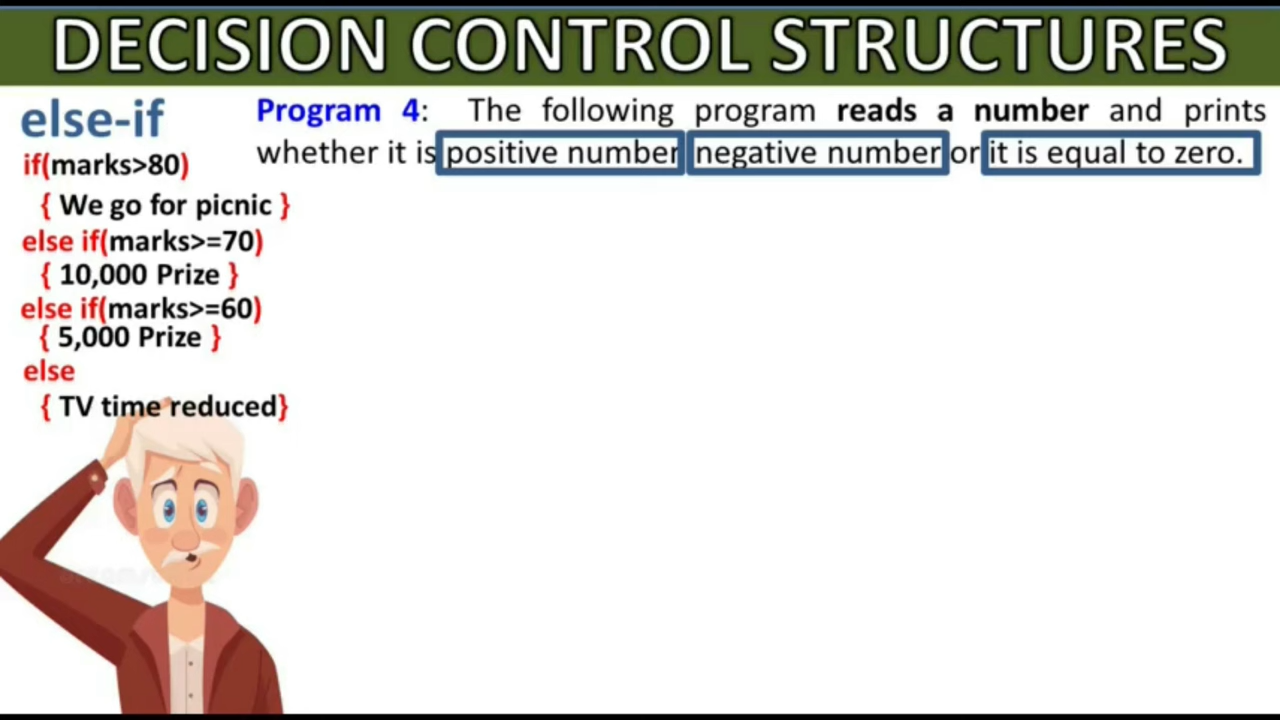 DECISION CONTROL STRUCTURES
else-if
if(marks>80)
{ We go for picnic }
else if(marks>=70)
{ 10,000 Prize }
else if(marks>=60)
{ 5,000 Prize }
else
{ TV time reduced}
Program 4: The following program reads a number and prints
whether it is positive number negative number or it is equal to zero.